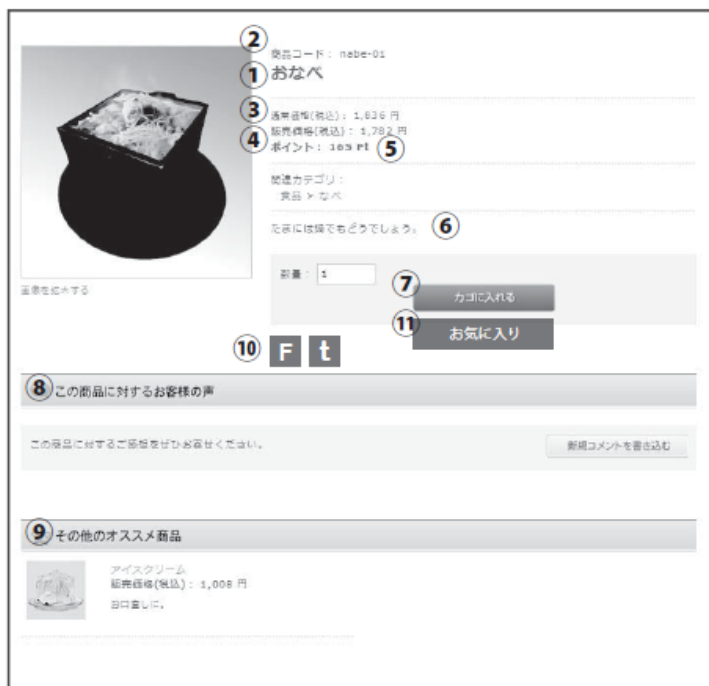 ②
商品コード： nabe-01
① おなべ
③ 通常価格(税込)： 1,836 円
④ 販売価格(税込)： 1,782 円
ポイント： 165 Pt ⑤
関連カテゴリ：
食品 > なべ
たまには鍋でもどうでしょう。 ⑥
数量： 1
⑦ カゴに入れる
画像を拡大する
⑪ お気に入り
⑩ F t
⑧ この商品に対するお客様の声
この商品に対するご感想をぜひお寄せください。 新規コメントを書き込む
⑨ その他のオススメ商品
アイスクリーム
販売価格(税込)： 1,008 円
お口直しに。